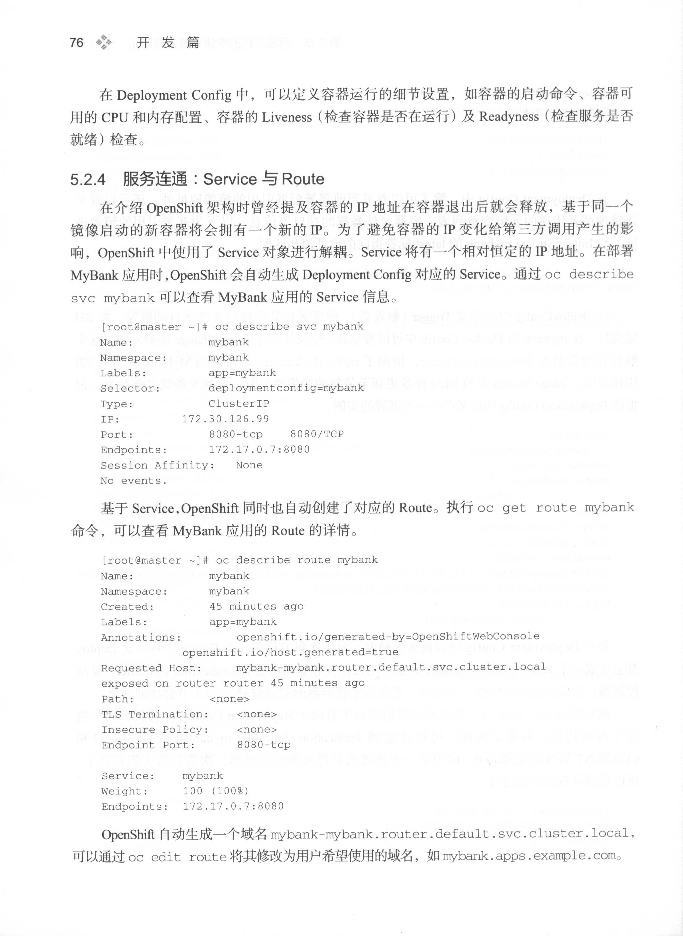 76 开 发 篇
在 Deployment Config 中，可以定义容器运行的细节设置，如容器的启动命令、容器可
用的 CPU 和内存配置、容器的 Liveness（检查容器是否在运行）及 Readyness（检查服务是否
就绪）检查。
5.2.4 服务连通：Service 与 Route
在介绍 OpenShift 架构时曾经提及容器的 IP 地址在容器退出后就会释放，基于同一个
镜像启动的新容器将会拥有一个新的 IP。为了避免容器的 IP 变化给第三方调用产生的影
响，OpenShift 中使用了 Service 对象进行解耦。Service 将有一个相对恒定的 IP 地址。在部署
MyBank 应用时，OpenShift 会自动生成 Deployment Config 对应的 Service。通过 oc describe
svc mybank 可以查看 MyBank 应用的 Service 信息。
[root@master ~]# oc describe svc mybank
Name: mybank
Namespace: mybank
Labels: app=mybank
Selector: deploymentconfig=mybank
Type: ClusterIP
IP: 172.30.126.99
Port: 8080-tcp 8080/TCP
Endpoints: 172.17.0.7:8080
Session Affinity: None
No events.
基于 Service，OpenShift 同时也自动创建了对应的 Route。执行 oc get route mybank
命令，可以查看 MyBank 应用的 Route 的详情。
[root@master ~]# oc describe route mybank
Name: mybank
Namespace: mybank
Created: 45 minutes ago
Labels: app=mybank
Annotations: openshift.io/generated-by=OpenShiftWebConsole
openshift.io/host.generated=true
Requested Host: mybank-mybank.router.default.svc.cluster.local
exposed on router router 45 minutes ago
Path: <none>
TLS Termination: <none>
Insecure Policy: <none>
Endpoint Port: 8080-tcp
Service: mybank
Weight: 100 (100%)
Endpoints: 172.17.0.7:8080
OpenShift 自动生成一个域名 mybank-mybank.router.default.svc.cluster.local，
可以通过 oc edit route 将其修改为用户希望使用的域名，如 mybank.apps.example.com。